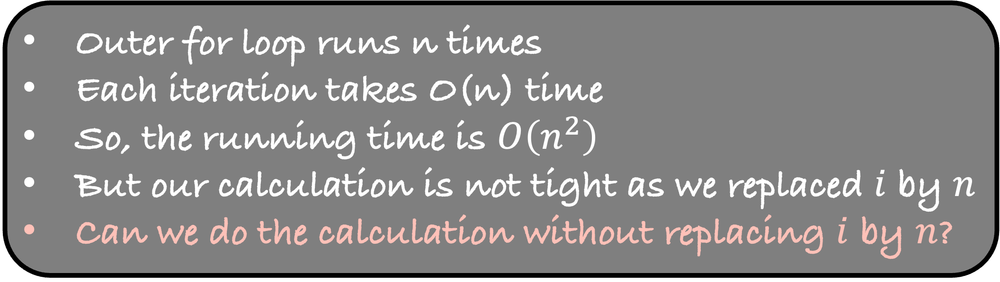 • Outer for loop runs n times
• Each iteration takes O(n) time
• So, the running time is O(n²)
• But our calculation is not tight as we replaced i by n
• Can we do the calculation without replacing i by n?